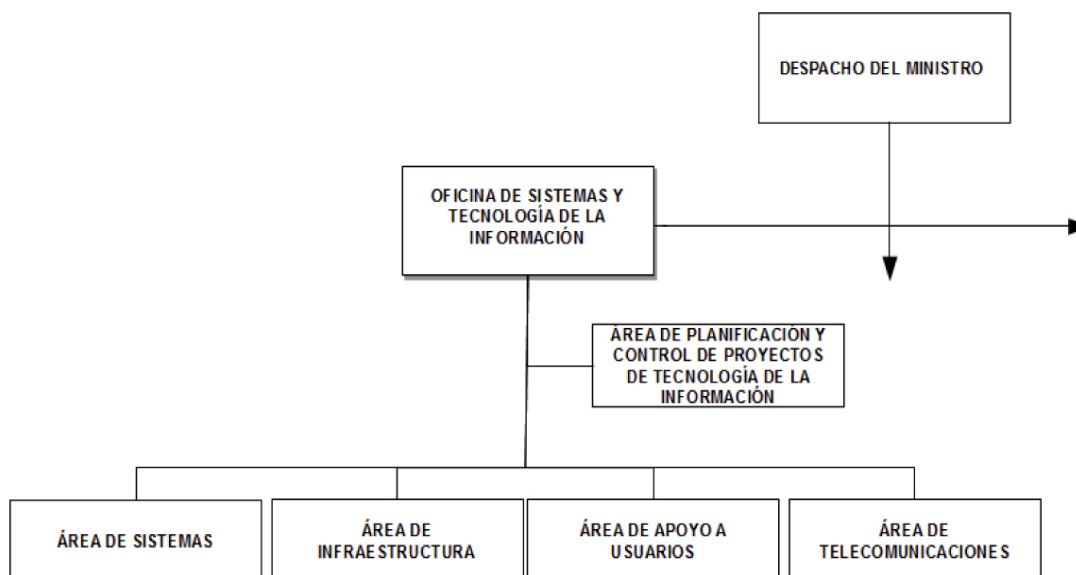 DESPACHO DEL MINISTRO
OFICINA DE SISTEMAS Y
TECNOLOGÍA DE LA
INFORMACIÓN
ÁREA DE PLANIFICACIÓN Y
CONTROL DE PROYECTOS
DE TECNOLOGÍA DE LA
INFORMACIÓN
ÁREA DE SISTEMAS
ÁREA DE
INFRAESTRUCTURA
ÁREA DE APOYO A
USUARIOS
ÁREA DE
TELECOMUNICACIONES